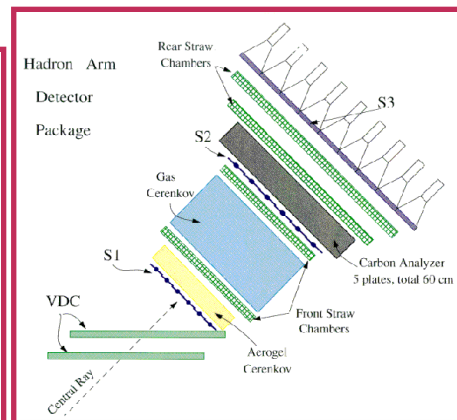 Hadron Arm
Detector
Package
Rear Straw
Chambers
S3
S2
Gas
Cerenkov
S1
VDC
Carbon Analyzer
5 plates, total 60 cm
Front Straw
Chambers
Aerogel
Cerenkov
Central Ray